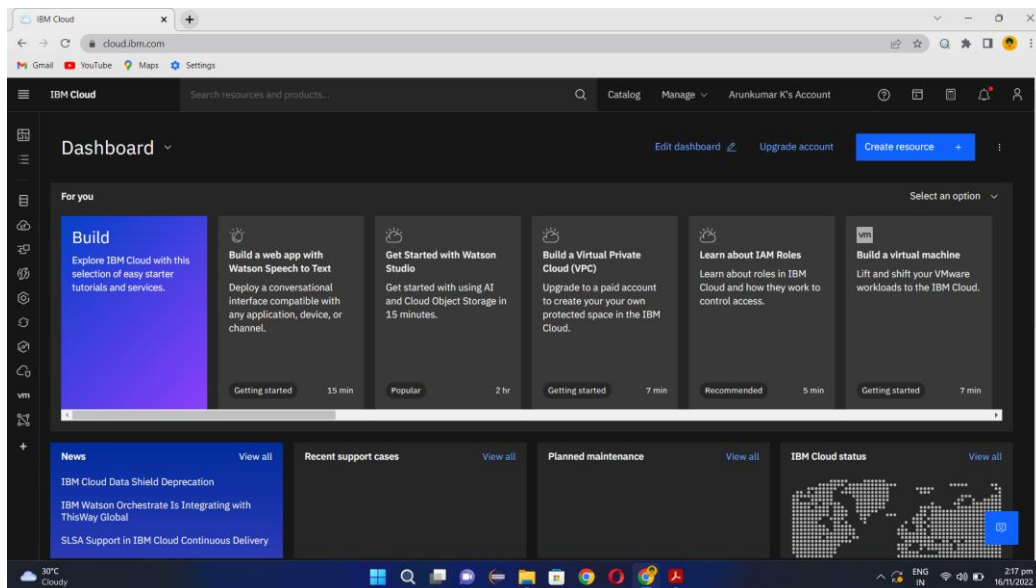 IBM Cloud
cloud.ibm.com
Gmail YouTube Maps Settings
IBM Cloud Search resources and products... Catalog Manage Arunkumar K's Account
Dashboard Edit dashboard Upgrade account Create resource +
For you Select an option
Build
Explore IBM Cloud with this
selection of easy starter
tutorials and services.
Build a web app with
Watson Speech to Text
Deploy a conversational
interface compatible with
any application, device, or
channel.
Getting started 15 min
Get Started with Watson
Studio
Get started with using AI
and Cloud Object Storage in
15 minutes.
Popular 2 hr
Build a Virtual Private
Cloud (VPC)
Upgrade to a paid account
to create your your own
protected space in the IBM
Cloud.
Getting started 7 min
Learn about IAM Roles
Learn about roles in IBM
Cloud and how they work to
control access.
Recommended 5 min
vm
Build a virtual machine
Lift and shift your VMware
workloads to the IBM Cloud.
Getting started 7 min
vm
News View all
IBM Cloud Data Shield Deprecation
IBM Watson Orchestrate Is Integrating with
ThisWay Global
SLSA Support in IBM Cloud Continuous Delivery
Recent support cases View all
Planned maintenance View all
IBM Cloud status View all
30°C
Cloudy
ENG
IN
2:17 pm
16/11/2022